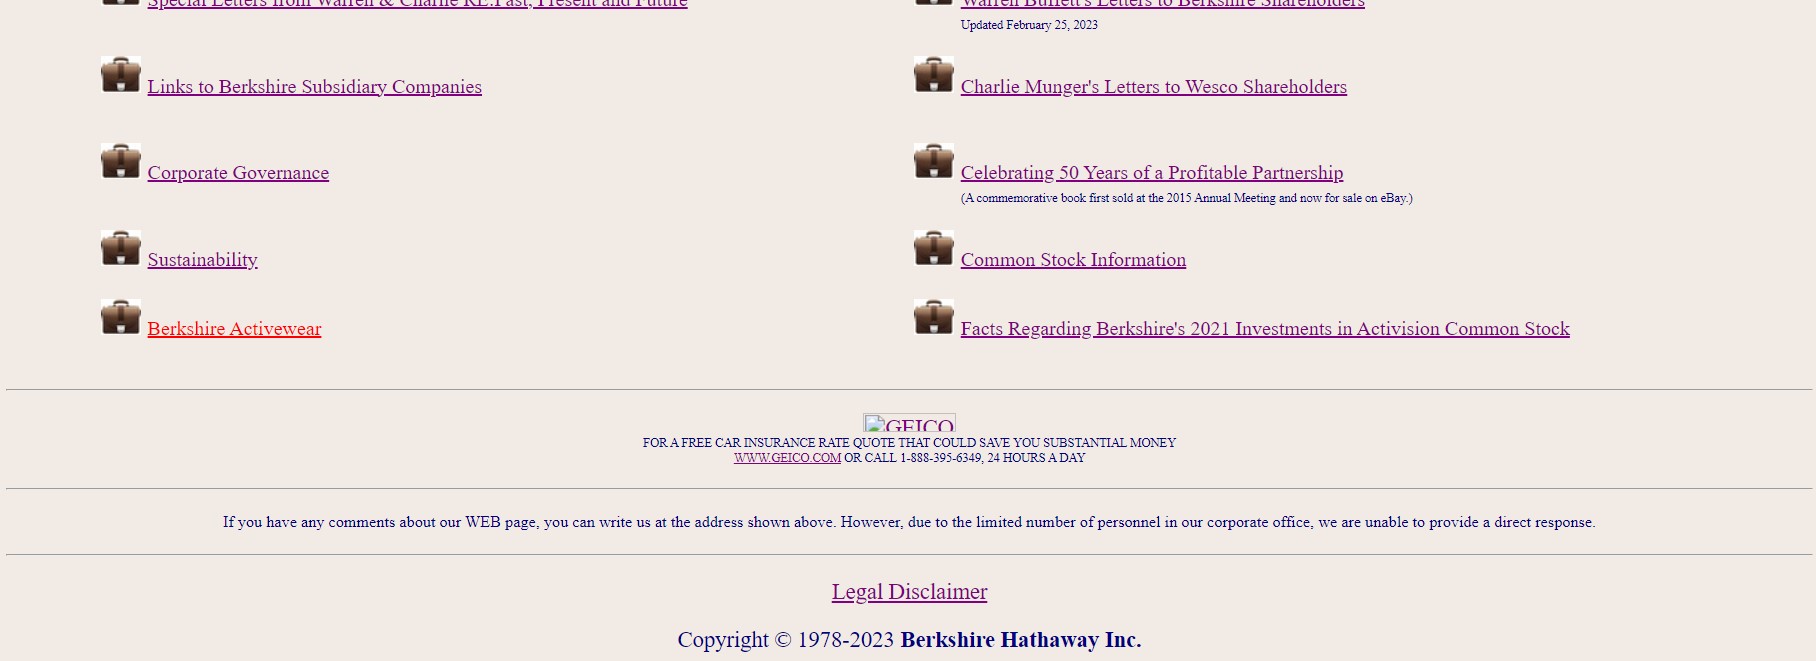 Special Letters from Warren & Charlie RE:Past, Present and Future
Warren Buffett's Letters to Berkshire Shareholders
Updated February 25, 2023
Links to Berkshire Subsidiary Companies
Charlie Munger's Letters to Wesco Shareholders
Corporate Governance
Celebrating 50 Years of a Profitable Partnership
(A commemorative book first sold at the 2015 Annual Meeting and now for sale on eBay.)
Sustainability
Common Stock Information
Berkshire Activewear
Facts Regarding Berkshire's 2021 Investments in Activision Common Stock
GEICO
FOR A FREE CAR INSURANCE RATE QUOTE THAT COULD SAVE YOU SUBSTANTIAL MONEY
WWW.GEICO.COM OR CALL 1-888-395-6349, 24 HOURS A DAY
If you have any comments about our WEB page, you can write us at the address shown above. However, due to the limited number of personnel in our corporate office, we are unable to provide a direct response.
Legal Disclaimer
Copyright © 1978-2023 Berkshire Hathaway Inc.